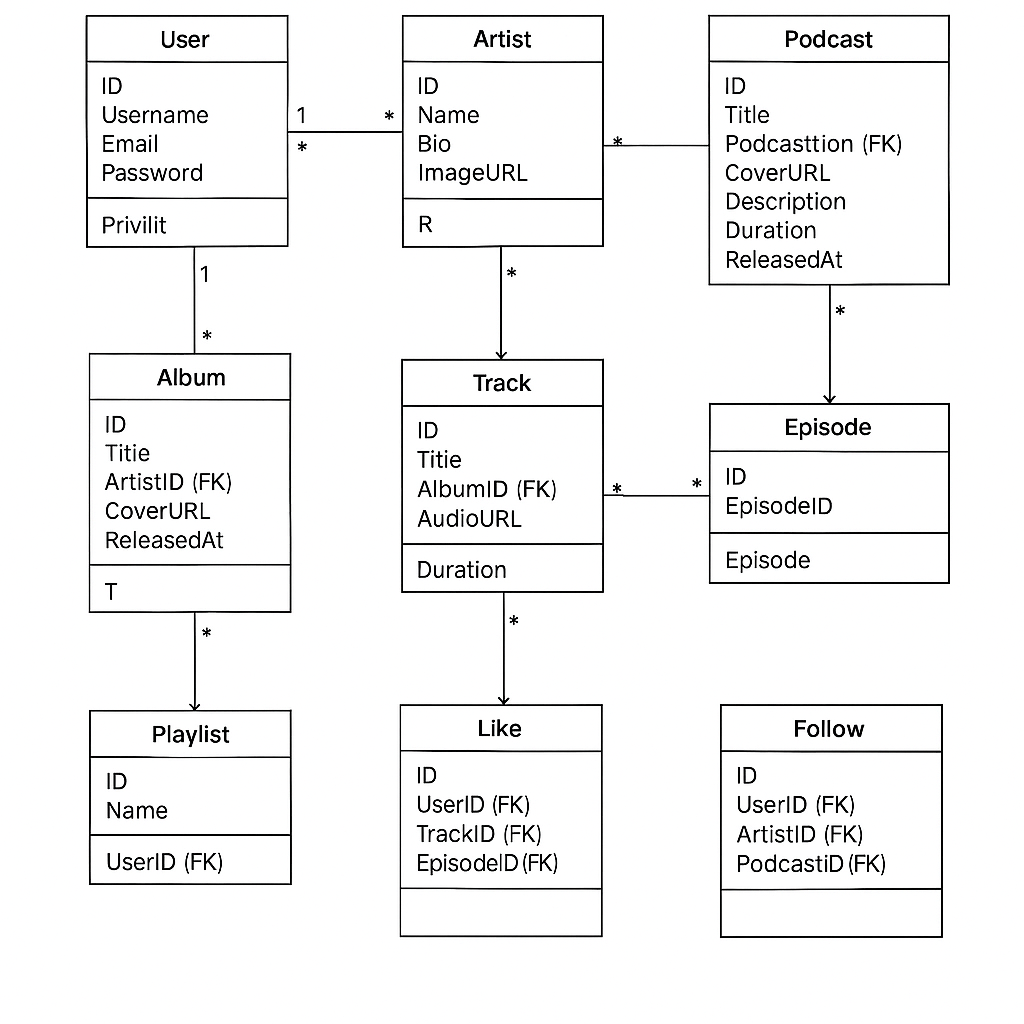 User
ID
Username
Email
Password
Privilit
1
*
*
Artist
ID
Name
Bio
ImageURL
R
*
Podcast
ID
Title
Podcasttion (FK)
CoverURL
Description
Duration
ReleasedAt
1
*
*
*
Album
ID
Titie
ArtistID (FK)
CoverURL
ReleasedAt
T
*
Track
ID
Title
AlbumID (FK)
AudioURL
Duration
*
*
*
Episode
ID
EpisodeID
Episode
Playlist
ID
Name
UserID (FK)
Like
ID
UserID (FK)
TrackID (FK)
EpisodeID (FK)
Follow
ID
UserID (FK)
ArtistID (FK)
PodcastiD (FK)